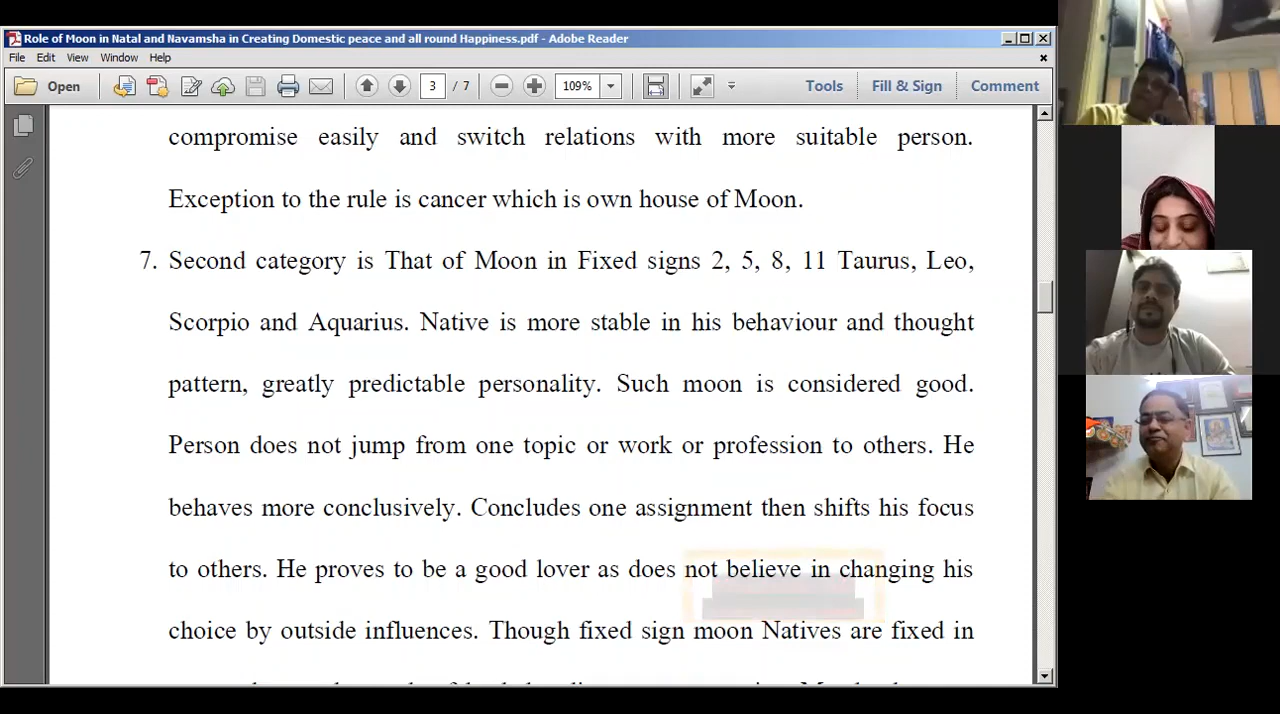 Role of Moon in Natal and Navamsha in Creating Domestic peace and all round Happiness.pdf - Adobe Reader
File Edit View Window Help
Open 3 / 7 109% Tools Fill & Sign Comment
compromise easily and switch relations with more suitable person.
Exception to the rule is cancer which is own house of Moon.
7. Second category is That of Moon in Fixed signs 2, 5, 8, 11 Taurus, Leo,
Scorpio and Aquarius. Native is more stable in his behaviour and thought
pattern, greatly predictable personality. Such moon is considered good.
Person does not jump from one topic or work or profession to others. He
behaves more conclusively. Concludes one assignment then shifts his focus
to others. He proves to be a good lover as does not believe in changing his
choice by outside influences. Though fixed sign moon Natives are fixed in